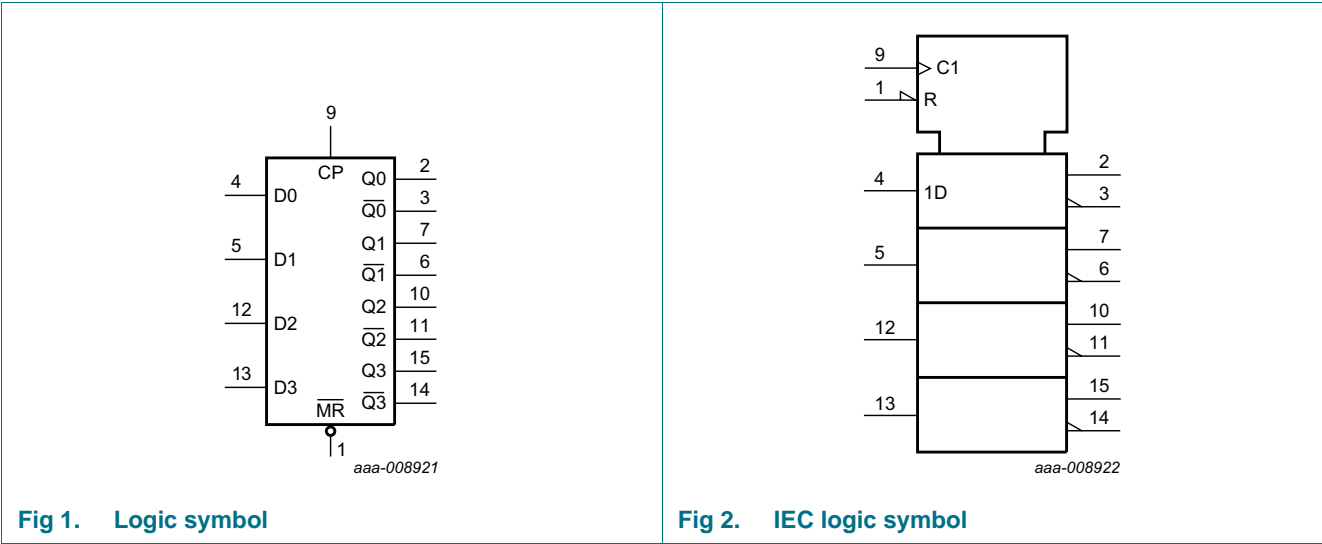 9
CP
4
D0
5
D1
12
D2
13
D3
Q0
2
Q̅0̅
3
Q1
7
Q̅1̅
6
Q2
10
Q̅2̅
11
Q3
15
Q̅3̅
14
M̅R̅
1
aaa-008921
Fig 1. Logic symbol
9
C1
1
R
4
1D
2
3
5
7
6
12
10
11
13
15
14
aaa-008922
Fig 2. IEC logic symbol